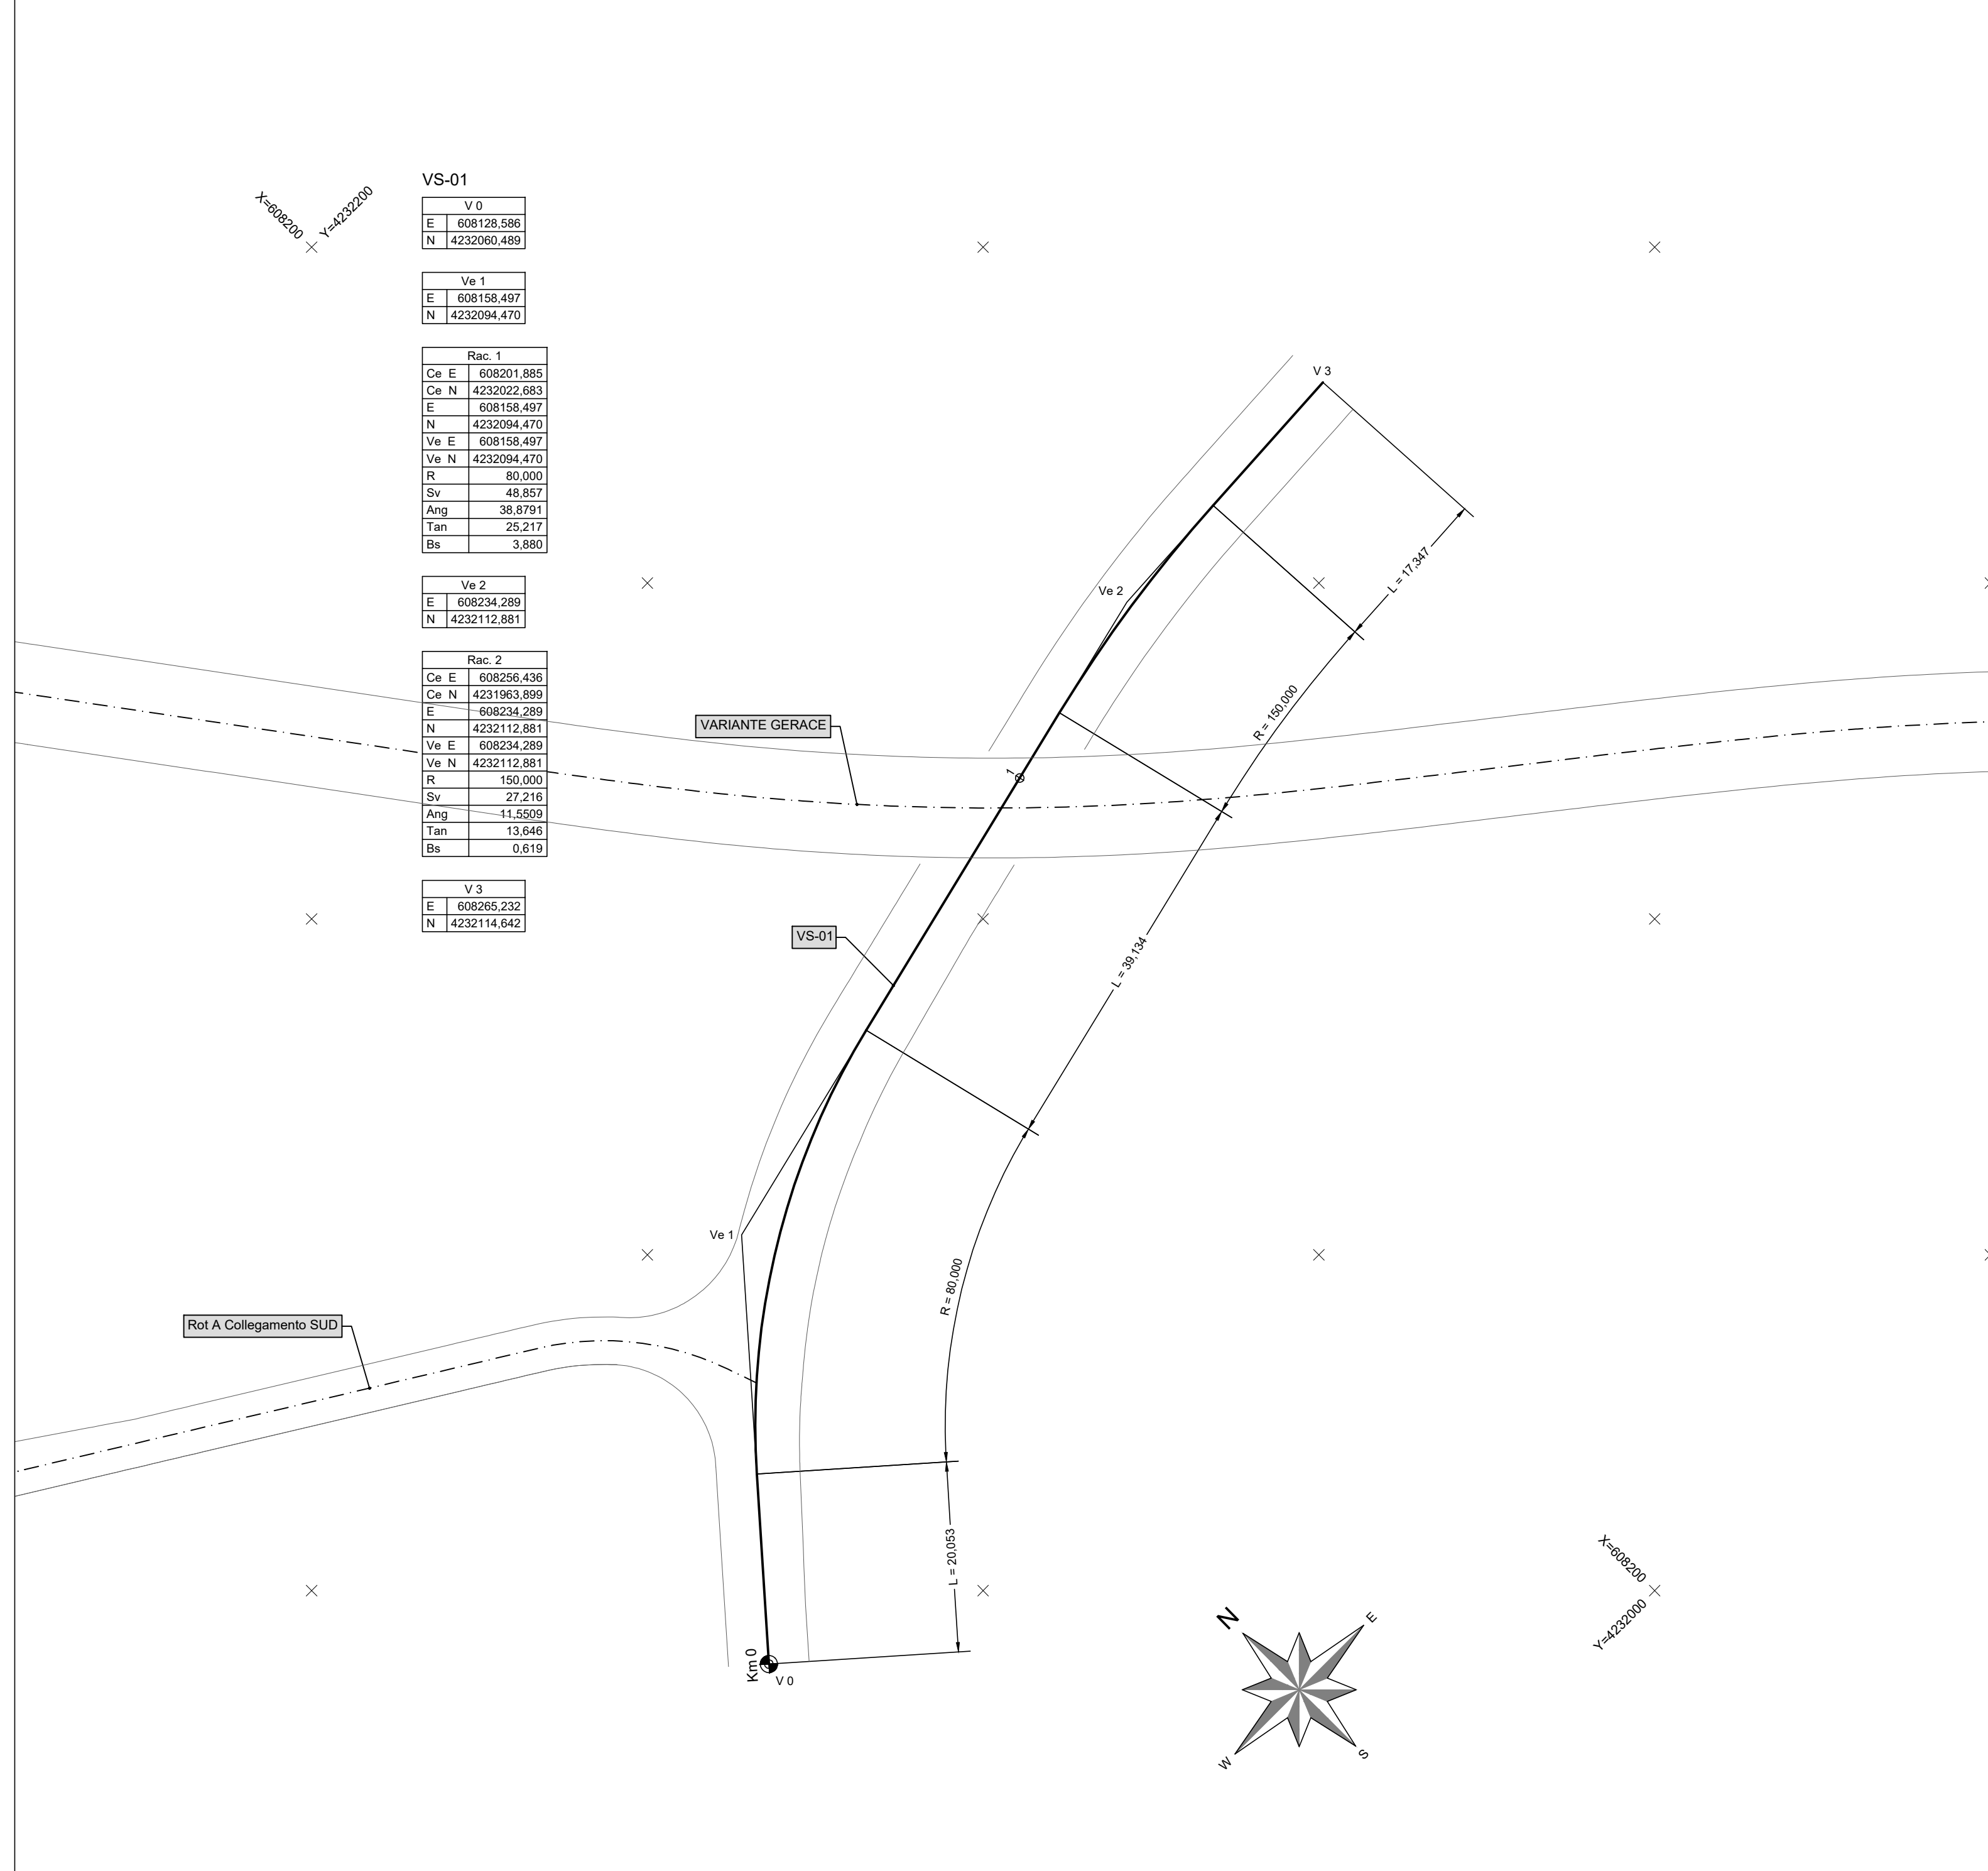 VS-01
V 0
E 608128,586
N 4232060,489
Ve 1
E 608158,497
N 4232094,470
Rac. 1
Ce E 608201,885
Ce N 4232022,683
E 608158,497
N 4232094,470
Ve E 608158,497
Ve N 4232094,470
R 80,000
Sv 48,857
Ang 38,8791
Tan 25,217
Bs 3,880
Ve 2
E 608234,289
N 4232112,881
Rac. 2
Ce E 608256,436
Ce N 4231963,899
E 608234,289
N 4232112,881
Ve E 608234,289
Ve N 4232112,881
R 150,000
Sv 27,216
Ang 11,5509
Tan 13,646
Bs 0,619
V 3
E 608265,232
N 4232114,642
X=608200
Y=4232200
V 3
L = 17,347
Ve 2
R = 150,000
VARIANTE GERACE
1
VS-01
L = 39,134
Ve 1
R = 80,000
Rot A Collegamento SUD
L = 20,053
Km 0
V 0
X=608200
Y=4232000
N
E
W
S